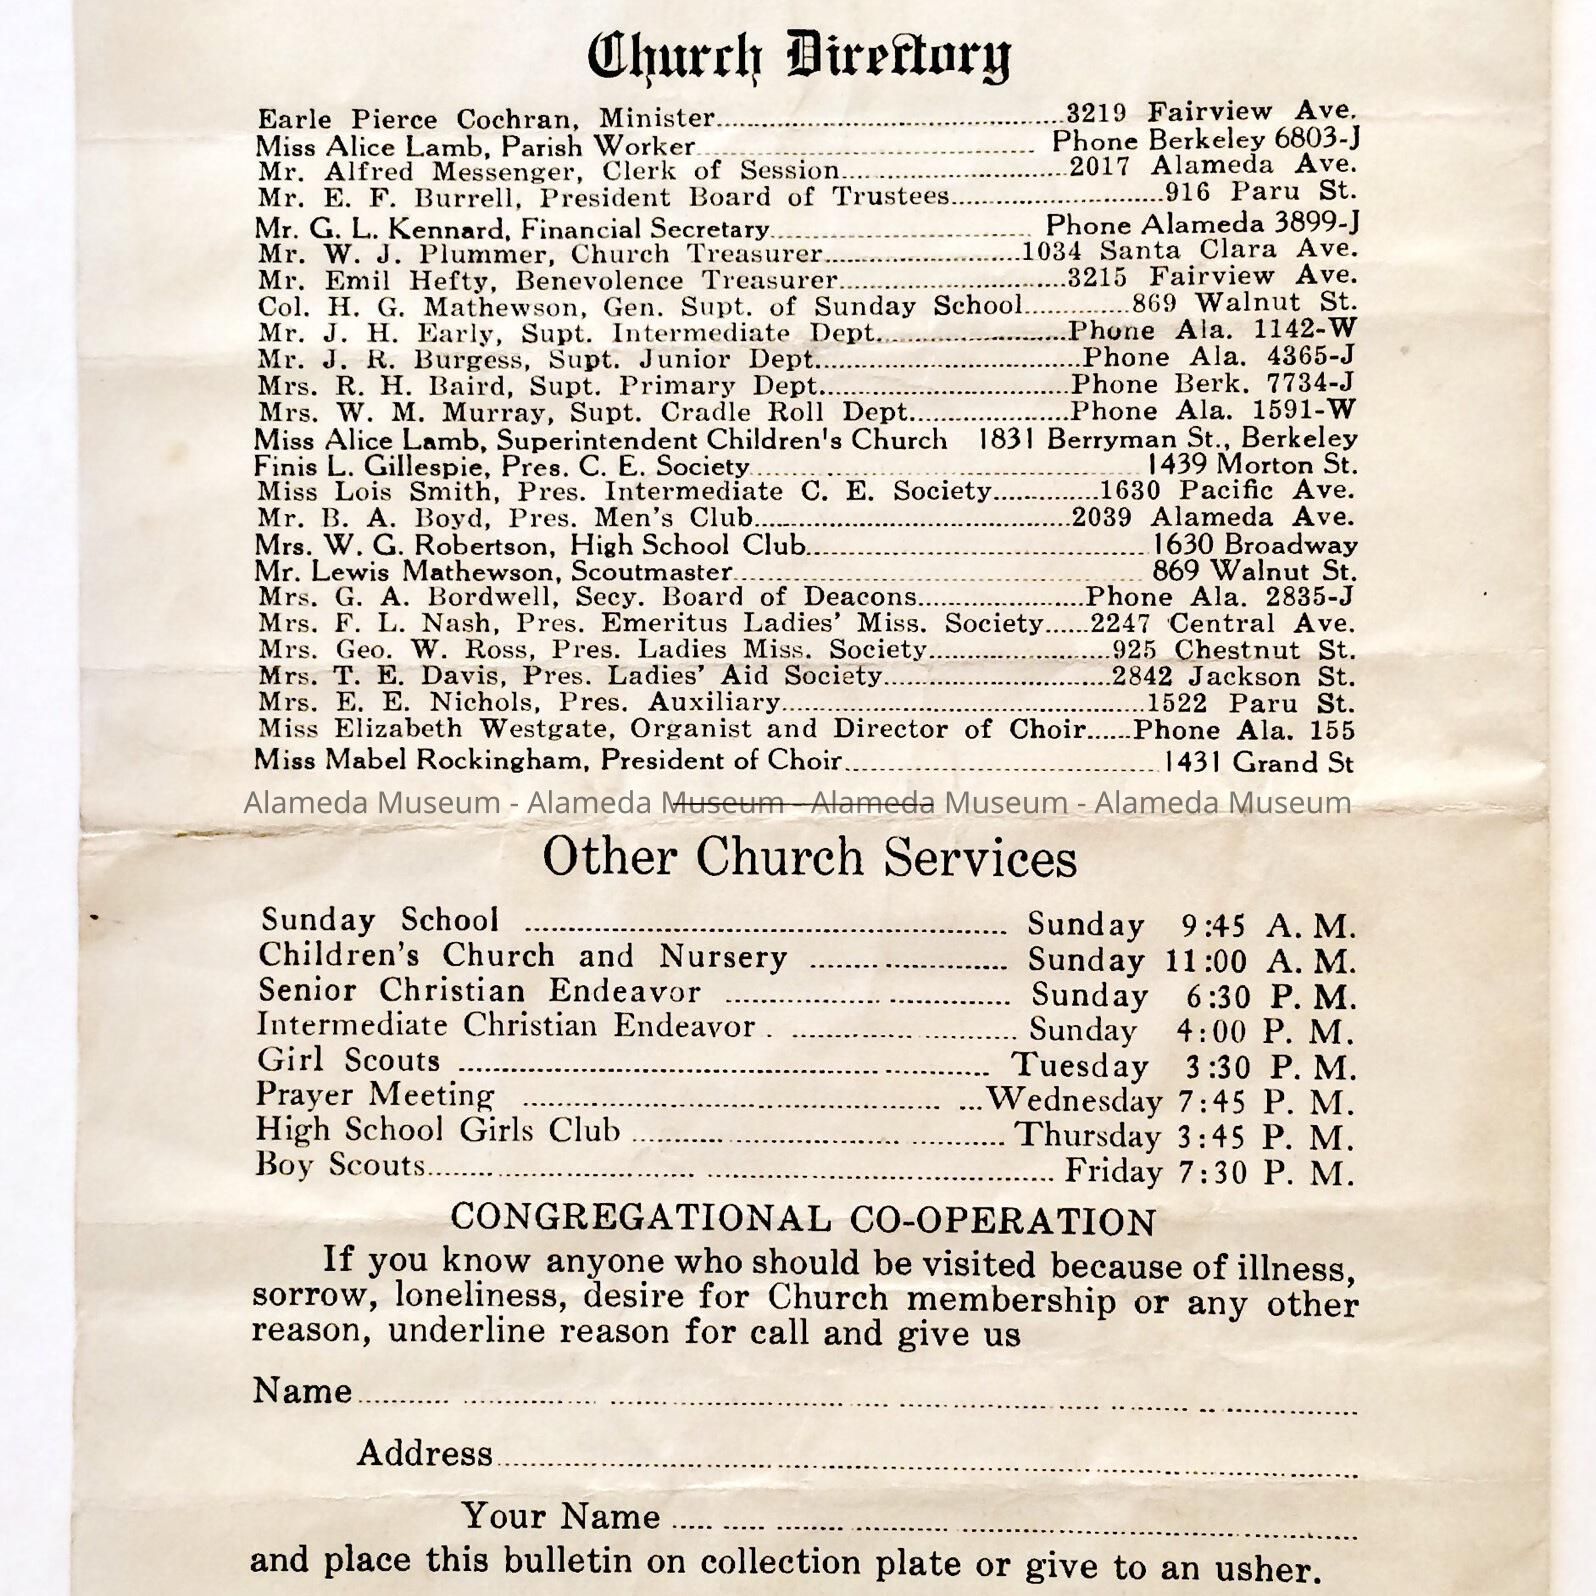 Church Directory
Earle Pierce Cochran, Minister........................3219 Fairview Ave.
Miss Alice Lamb, Parish Worker........................Phone Berkeley 6803-J
Mr. Alfred Messenger, Clerk of Session........................2017 Alameda Ave.
Mr. E. F. Burrell, President Board of Trustees........................916 Paru St.
Mr. G. L. Kennard, Financial Secretary........................Phone Alameda 3899-J
Mr. W. J. Plummer, Church Treasurer........................1034 Santa Clara Ave.
Mr. Emil Hefty, Benevolence Treasurer........................3215 Fairview Ave.
Col. H. G. Mathewson, Gen. Supt. of Sunday School.............869 Walnut St.
Mr. J. H. Early, Supt. Intermediate Dept........................Phone Ala. 1142-W
Mr. J. R. Burgess, Supt. Junior Dept........................Phone Ala. 4365-J
Mrs. R. H. Baird, Supt. Primary Dept........................Phone Berk. 7734-J
Mrs. W. M. Murray, Supt. Cradle Roll Dept...................Phone Ala. 1591-W
Miss Alice Lamb, Superintendent Children's Church 1831 Berryman St., Berkeley
Finis L. Gillespie, Pres. C. E. Society........................1439 Morton St.
Miss Lois Smith, Pres. Intermediate C. E. Society.............1630 Pacific Ave.
Mr. B. A. Boyd, Pres. Men's Club........................2039 Alameda Ave.
Mrs. W. G. Robertson, High School Club........................1630 Broadway
Mr. Lewis Mathewson, Scoutmaster........................869 Walnut St.
Mrs. G. A. Bordwell, Secy. Board of Deacons....................Phone Ala. 2835-J
Mrs. F. L. Nash, Pres. Emeritus Ladies' Miss. Society......2247 Central Ave.
Mrs. Geo. W. Ross, Pres. Ladies Miss. Society......................925 Chestnut St.
Mrs. T. E. Davis, Pres. Ladies' Aid Society........................2842 Jackson St.
Mrs. E. E. Nichols, Pres. Auxiliary........................1522 Paru St.
Miss Elizabeth Westgate, Organist and Director of Choir......Phone Ala. 155
Miss Mabel Rockingham, President of Choir........................1431 Grand St
Alameda Museum - Alameda Museum - Alameda Museum - Alameda Museum
Other Church Services
Sunday School ........................ Sunday 9:45 A. M.
Children's Church and Nursery ........................ Sunday 11:00 A. M.
Senior Christian Endeavor ........................ Sunday 6:30 P. M.
Intermediate Christian Endeavor . ........................ Sunday 4:00 P. M.
Girl Scouts ........................ Tuesday 3:30 P. M.
Prayer Meeting ........................ ...Wednesday 7:45 P. M.
High School Girls Club ........................ Thursday 3:45 P. M.
Boy Scouts........................ Friday 7:30 P. M.
CONGREGATIONAL CO-OPERATION
If you know anyone who should be visited because of illness,
sorrow, loneliness, desire for Church membership or any other
reason, underline reason for call and give us
Name........................
Address........................
Your Name ........................
and place this bulletin on collection plate or give to an usher.